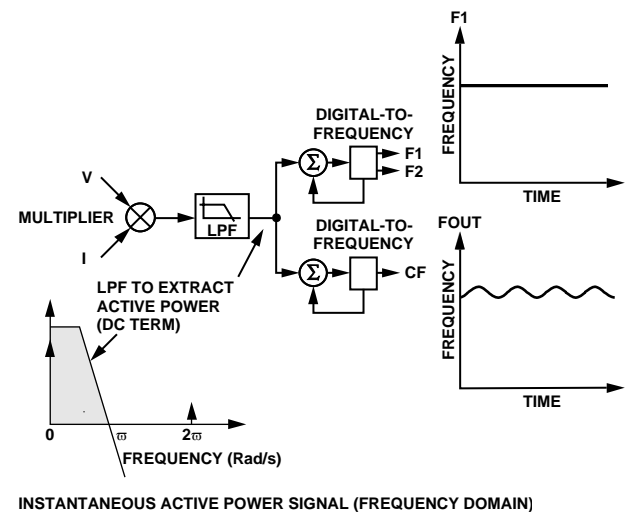 F1
FREQUENCY
TIME
DIGITAL-TO-
FREQUENCY
Σ
F1
F2
V
MULTIPLIER
I
LPF
DIGITAL-TO-
FREQUENCY
Σ
CF
FOUT
FREQUENCY
TIME
LPF TO EXTRACT
ACTIVE POWER
(DC TERM)
0
ϖ
2ϖ
FREQUENCY (Rad/s)
INSTANTANEOUS ACTIVE POWER SIGNAL (FREQUENCY DOMAIN)